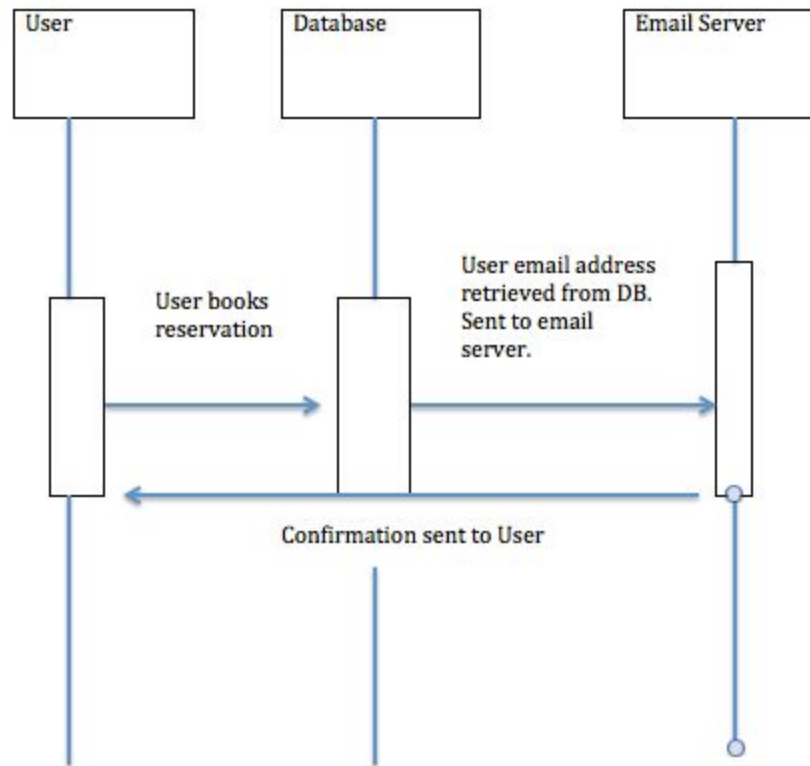 User
Database
Email Server
User books
reservation
User email address
retrieved from DB.
Sent to email
server.
Confirmation sent to User